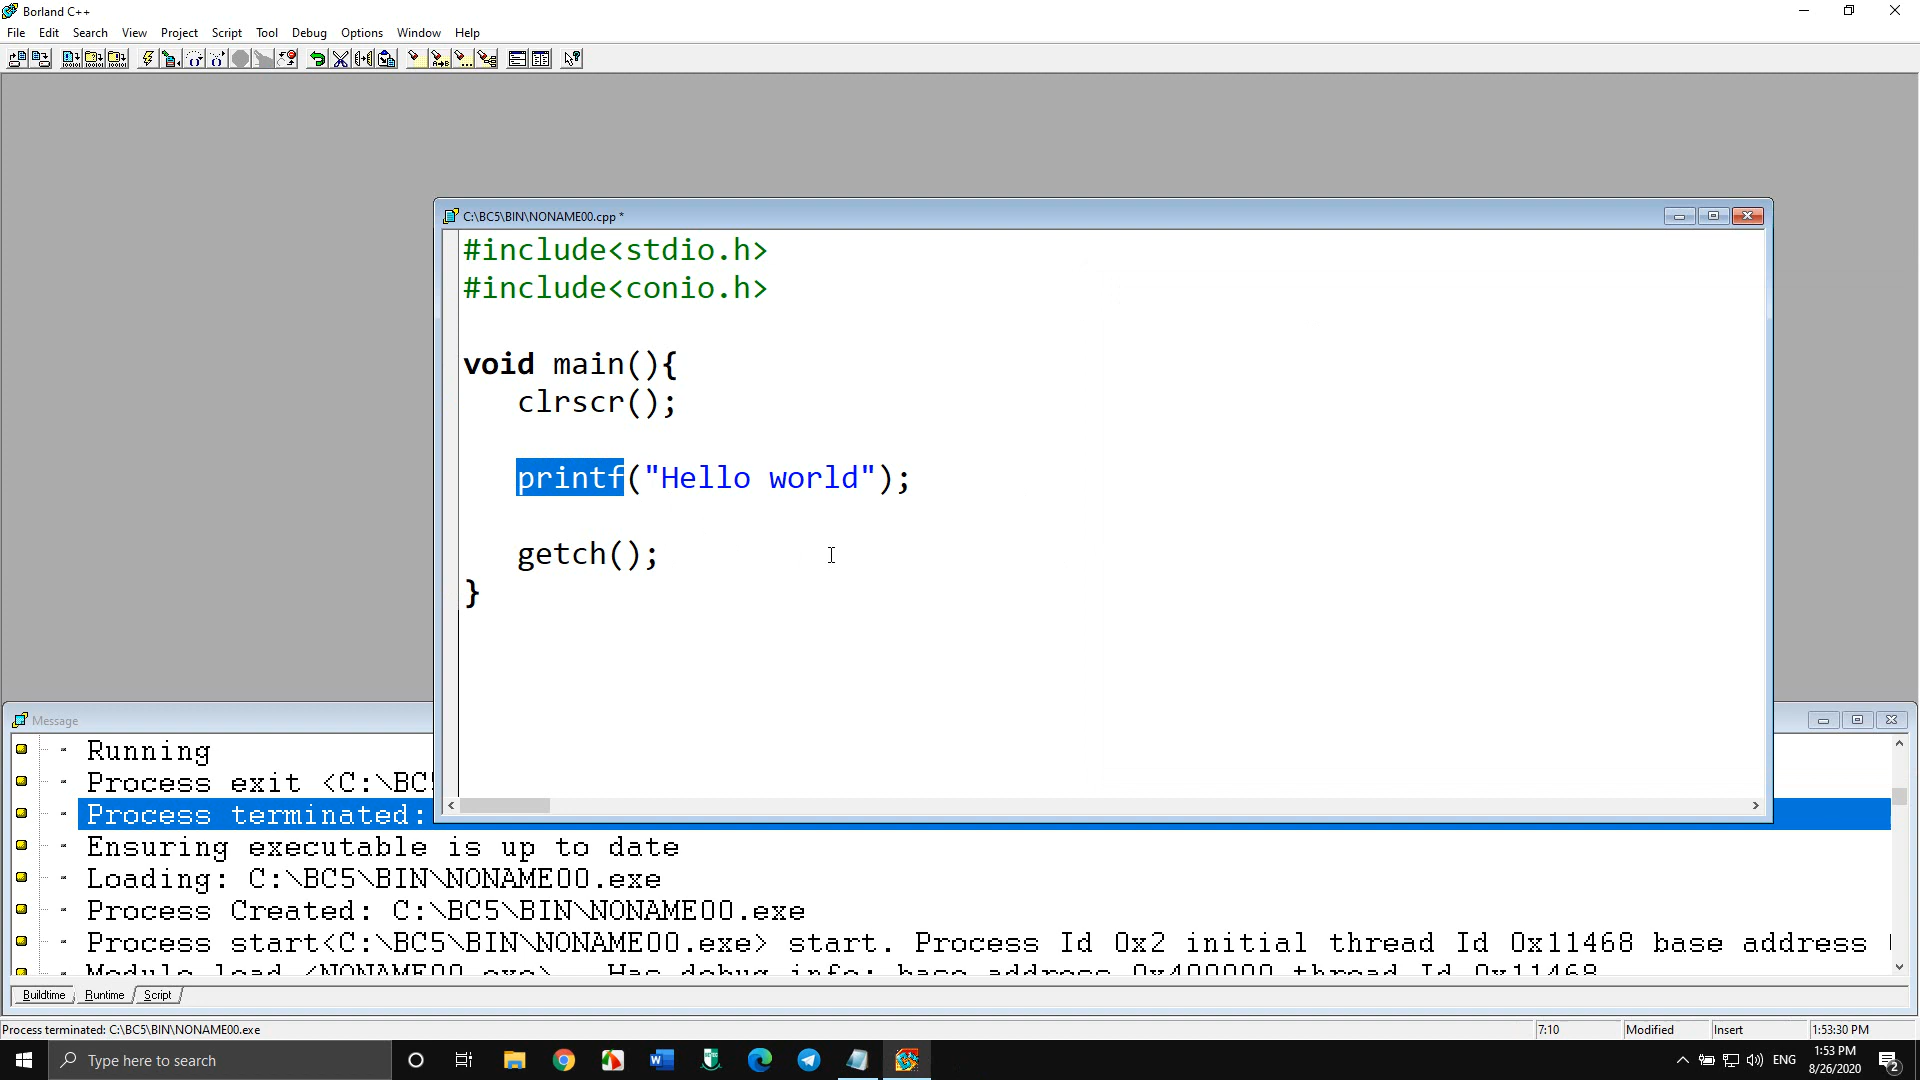 Borland C++
File Edit Search View Project Script Tool Debug Options Window Help
C:\BC5\BIN\NONAME00.cpp *
#include<stdio.h>
#include<conio.h>
void main(){
clrscr();
printf("Hello world");
getch();
}
Message
Running
Process exit <C:\BC5
Process terminated:
Ensuring executable is up to date
Loading: C:\BC5\BIN\NONAME00.exe
Process Created: C:\BC5\BIN\NONAME00.exe
Process start<C:\BC5\BIN\NONAME00.exe> start. Process Id 0x2 initial thread Id 0x11468 base address
Module load <NONAME00.exe>. Has debug info: base address 0x400000 thread Id 0x11468
Buildtime Runtime Script
Process terminated: C:\BC5\BIN\NONAME00.exe 7:10 Modified Insert 1:53:30 PM
Type here to search ENG 1:53 PM
8/26/2020 2